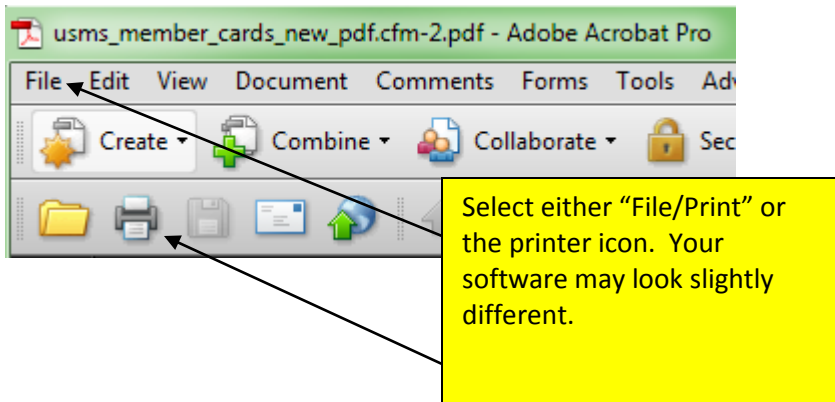 usms_member_cards_new_pdf.cfm-2.pdf - Adobe Acrobat Pro
File Edit View Document Comments Forms Tools
Create Combine Collaborate
Select either “File/Print” or
the printer icon. Your
software may look slightly
different.